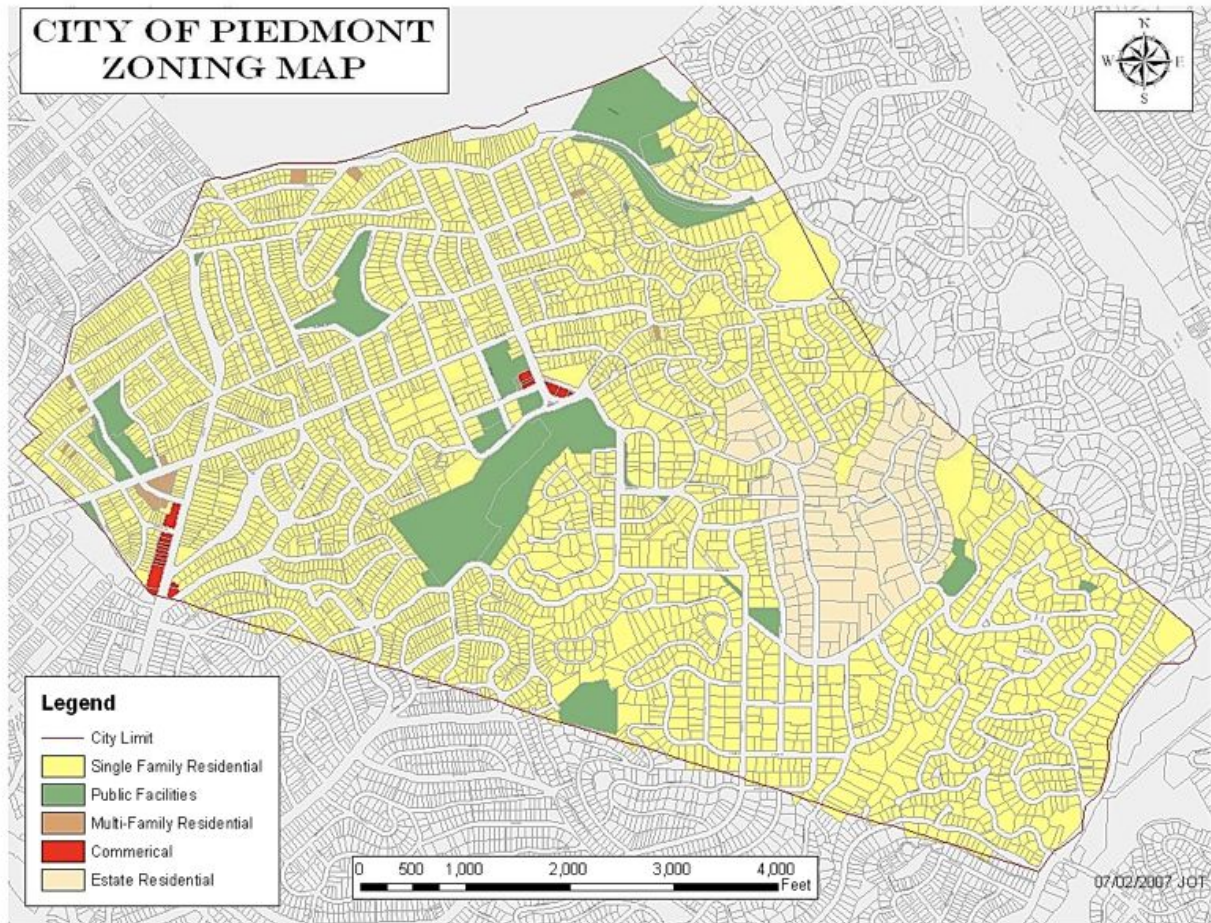 CITY OF PIEDMONT
ZONING MAP
N
W E
S
Legend
City Limit
Single Family Residential
Public Facilities
Multi-Family Residential
Commerical
Estate Residential
0 500 1,000 2,000 3,000 4,000
Feet
07/02/2007 JOT